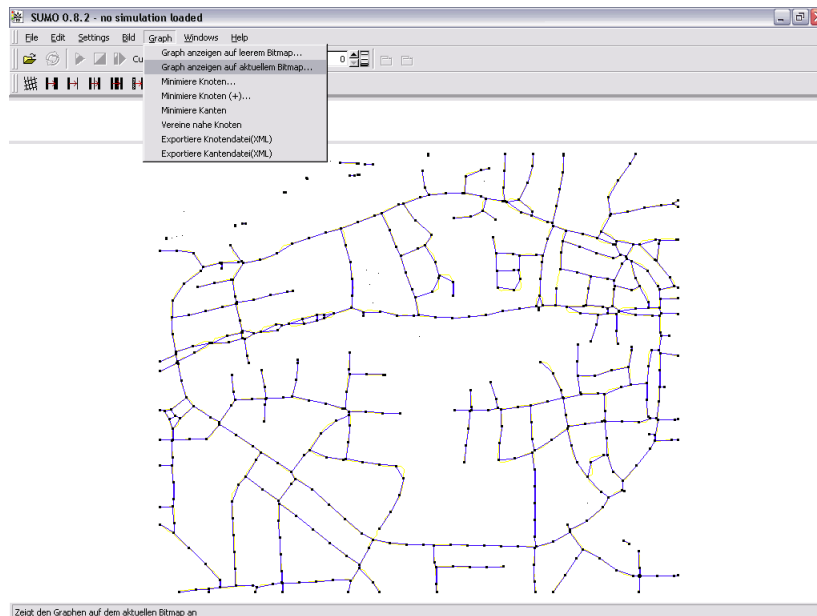 SUMO 0.8.2 - no simulation loaded
File Edit Settings Bild Graph Windows Help
Graph anzeigen auf leerem Bitmap...
Cu 0
Graph anzeigen auf aktuellem Bitmap...
Minimiere Knoten...
Minimiere Knoten (+)...
Minimiere Kanten
Vereine nahe Knoten
Exportiere Knotendatei(XML)
Exportiere Kantendatei(XML)
Zeigt den Graphen auf dem aktuellen Bitmap an